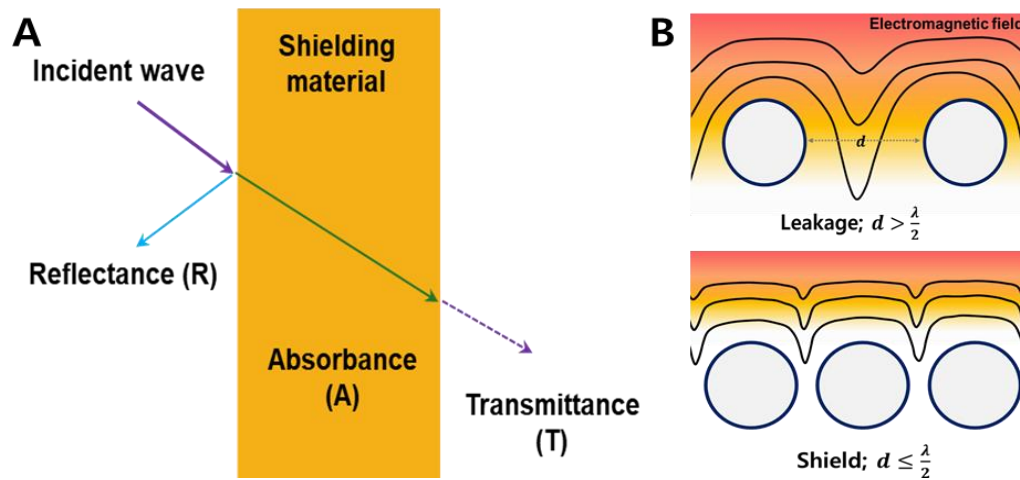 A
Incident wave
Shielding
material
Reflectance (R)
Absorbance
(A)
Transmittance
(T)
B
Electromagnetic field
d
Leakage; d > λ/2
Shield; d ≤ λ/2